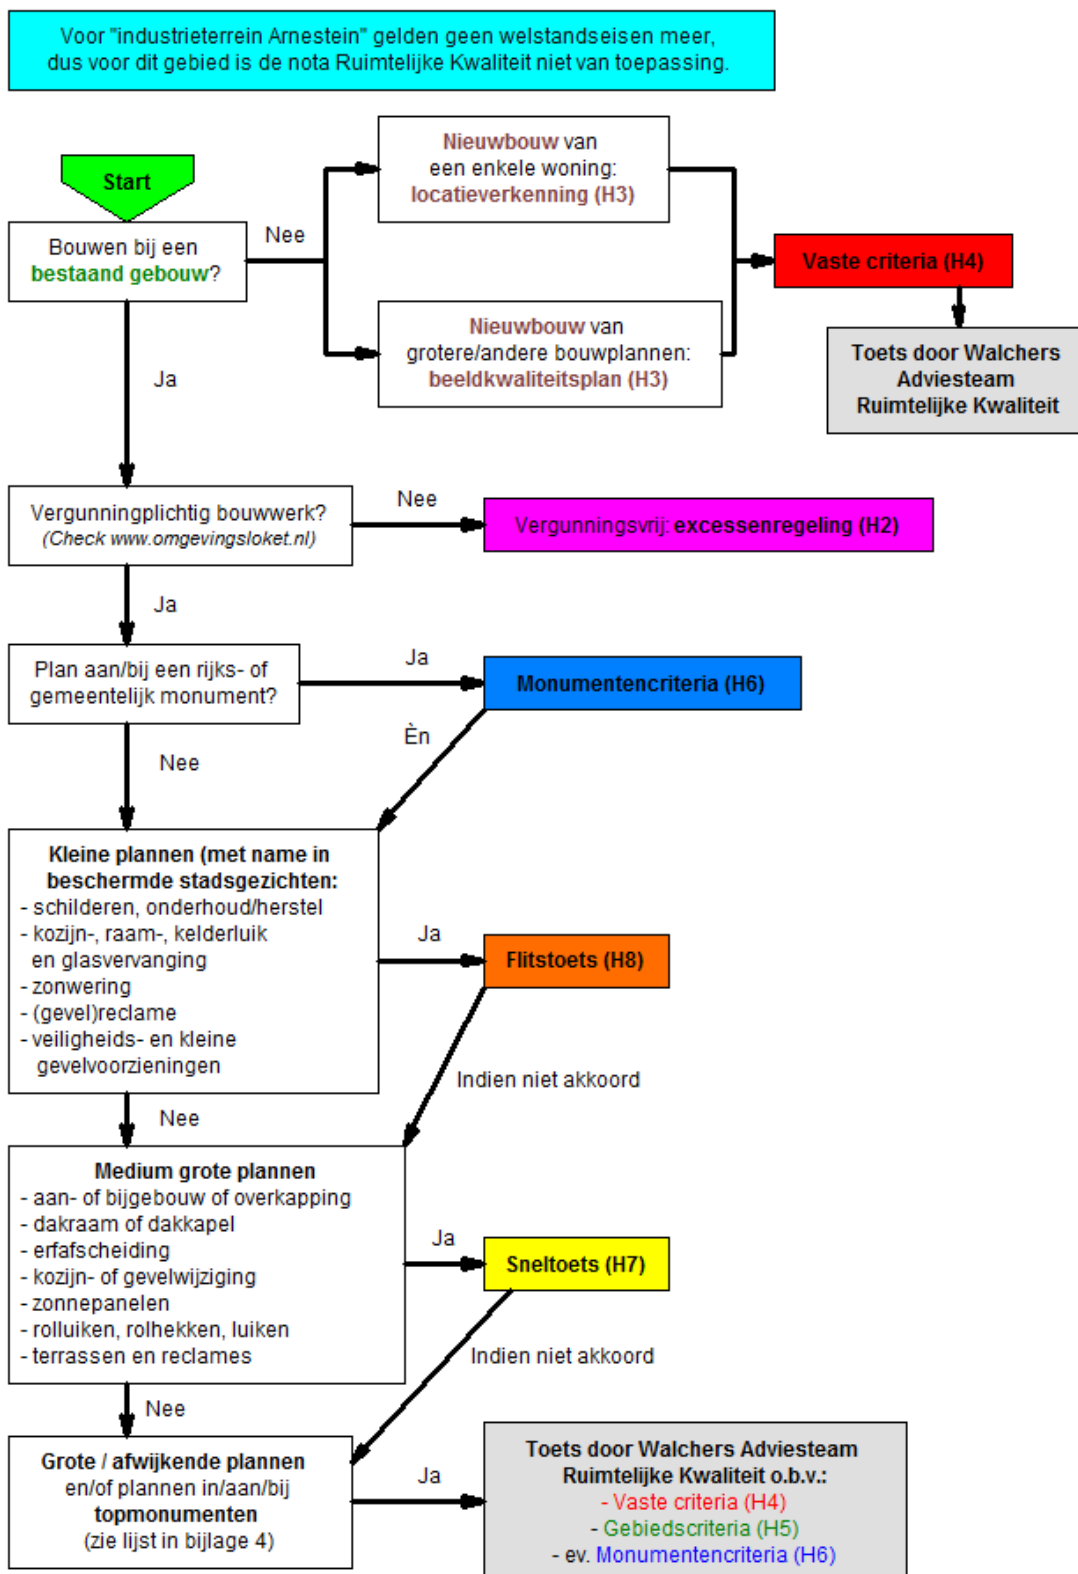 Voor "industrieterrein Arnestein" gelden geen welstandseisen meer,
dus voor dit gebied is de nota Ruimtelijke Kwaliteit niet van toepassing.
Start
Bouwen bij een
bestaand gebouw?
Nee
Nieuwbouw van
een enkele woning:
locatieverkenning (H3)
Nieuwbouw van
grotere/andere bouwplannen:
beeldkwaliteitsplan (H3)
Vaste criteria (H4)
Toets door Walchers
Adviesteam
Ruimtelijke Kwaliteit
Ja
Vergunningplichtig bouwwerk?
(Check www.omgevingsloket.nl)
Nee
Vergunningsvrij: excessenregeling (H2)
Ja
Plan aan/bij een rijks- of
gemeentelijk monument?
Ja
Monumentencriteria (H6)
Èn
Nee
Kleine plannen (met name in
beschermde stadsgezichten:
- schilderen, onderhoud/herstel
- kozijn-, raam-, kelderluik
en glasvervanging
- zonwering
- (gevel)reclame
- veiligheids- en kleine
gevelvoorzieningen
Ja
Flitstoets (H8)
Indien niet akkoord
Nee
Medium grote plannen
- aan- of bijgebouw of overkapping
- dakraam of dakkapel
- erfafscheiding
- kozijn- of gevelwijziging
- zonnepanelen
- rolluiken, rolhekken, luiken
- terrassen en reclames
Ja
Sneltoets (H7)
Indien niet akkoord
Nee
Grote / afwijkende plannen
en/of plannen in/aan/bij
topmonumenten
(zie lijst in bijlage 4)
Ja
Toets door Walchers Adviesteam
Ruimtelijke Kwaliteit o.b.v.:
- Vaste criteria (H4)
- Gebiedscriteria (H5)
- ev. Monumentencriteria (H6)